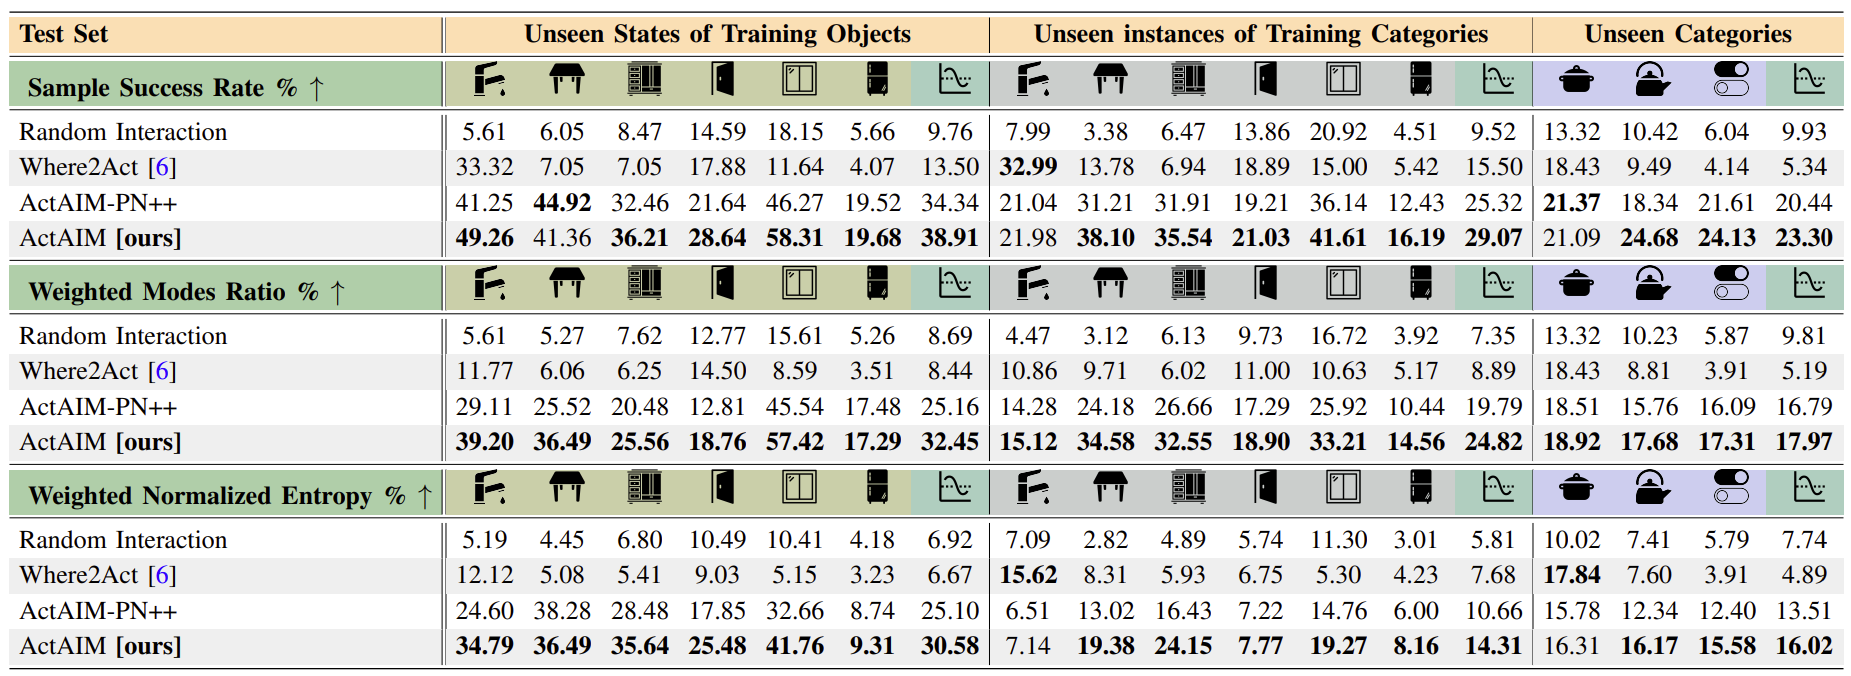 Test Set Unseen States of Training Objects Unseen instances of Training Categories Unseen Categories
Sample Success Rate % ↑
Random Interaction 5.61 6.05 8.47 14.59 18.15 5.66 9.76 7.99 3.38 6.47 13.86 20.92 4.51 9.52 13.32 10.42 6.04 9.93
Where2Act [6] 33.32 7.05 7.05 17.88 11.64 4.07 13.50 32.99 13.78 6.94 18.89 15.00 5.42 15.50 18.43 9.49 4.14 5.34
ActAIM-PN++ 41.25 44.92 32.46 21.64 46.27 19.52 34.34 21.04 31.21 31.91 19.21 36.14 12.43 25.32 21.37 18.34 21.61 20.44
ActAIM [ours] 49.26 41.36 36.21 28.64 58.31 19.68 38.91 21.98 38.10 35.54 21.03 41.61 16.19 29.07 21.09 24.68 24.13 23.30
Weighted Modes Ratio % ↑
Random Interaction 5.61 5.27 7.62 12.77 15.61 5.26 8.69 4.47 3.12 6.13 9.73 16.72 3.92 7.35 13.32 10.23 5.87 9.81
Where2Act [6] 11.77 6.06 6.25 14.50 8.59 3.51 8.44 10.86 9.71 6.02 11.00 10.63 5.17 8.89 18.43 8.81 3.91 5.19
ActAIM-PN++ 29.11 25.52 20.48 12.81 45.54 17.48 25.16 14.28 24.18 26.66 17.29 25.92 10.44 19.79 18.51 15.76 16.09 16.79
ActAIM [ours] 39.20 36.49 25.56 18.76 57.42 17.29 32.45 15.12 34.58 32.55 18.90 33.21 14.56 24.82 18.92 17.68 17.31 17.97
Weighted Normalized Entropy % ↑
Random Interaction 5.19 4.45 6.80 10.49 10.41 4.18 6.92 7.09 2.82 4.89 5.74 11.30 3.01 5.81 10.02 7.41 5.79 7.74
Where2Act [6] 12.12 5.08 5.41 9.03 5.15 3.23 6.67 15.62 8.31 5.93 6.75 5.30 4.23 7.68 17.84 7.60 3.91 4.89
ActAIM-PN++ 24.60 38.28 28.48 17.85 32.66 8.74 25.10 6.51 13.02 16.43 7.22 14.76 6.00 10.66 15.78 12.34 12.40 13.51
ActAIM [ours] 34.79 36.49 35.64 25.48 41.76 9.31 30.58 7.14 19.38 24.15 7.77 19.27 8.16 14.31 16.31 16.17 15.58 16.02